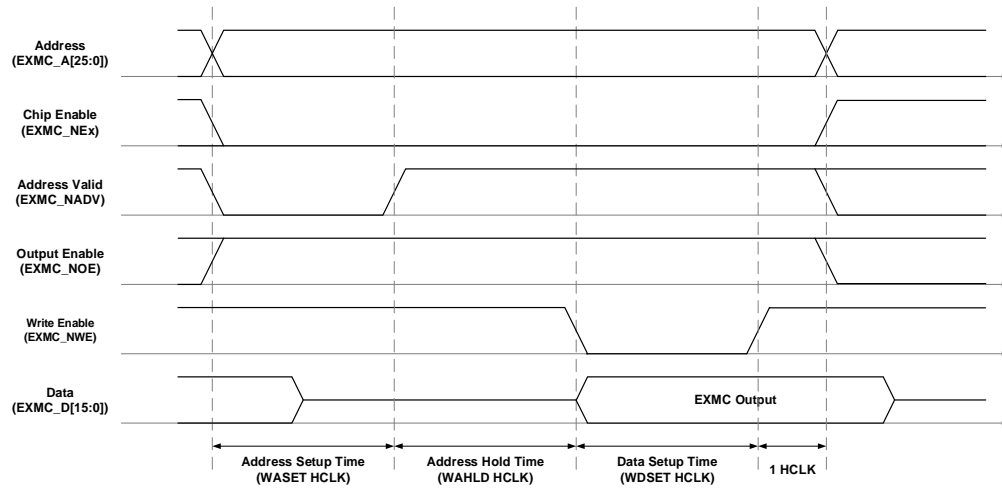 Address
(EXMC_A[25:0])
Chip Enable
(EXMC_NEx)
Address Valid
(EXMC_NADV)
Output Enable
(EXMC_NOE)
Write Enable
(EXMC_NWE)
Data
(EXMC_D[15:0])
EXMC Output
Address Setup Time
(WASET HCLK)
Address Hold Time
(WAHLD HCLK)
Data Setup Time
(WDSET HCLK)
1 HCLK